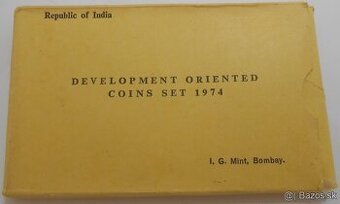 Republic of India
DEVELOPMENT ORIENTED
COINS SET 1974
I. G. Mint, Bombay.
@ Bazos.sk